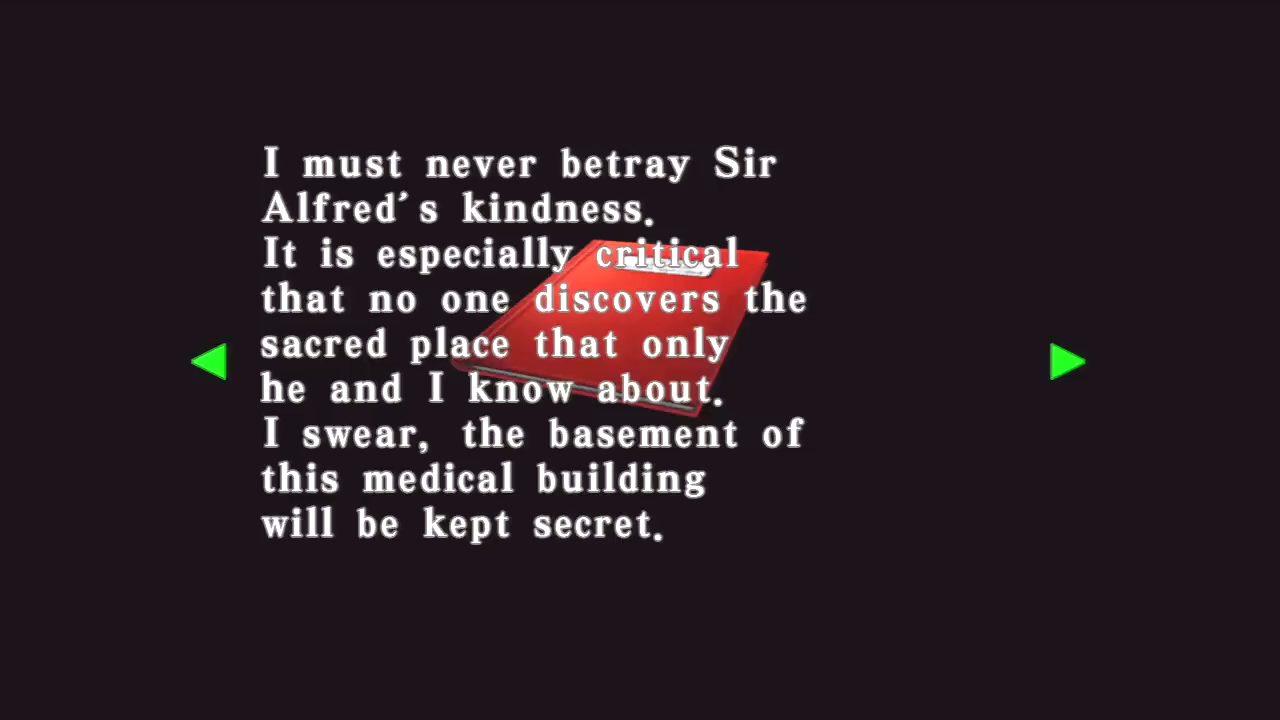 I must never betray Sir
Alfred's kindness.
It is especially critical
that no one discovers the
sacred place that only
he and I know about.
I swear, the basement of
this medical building
will be kept secret.